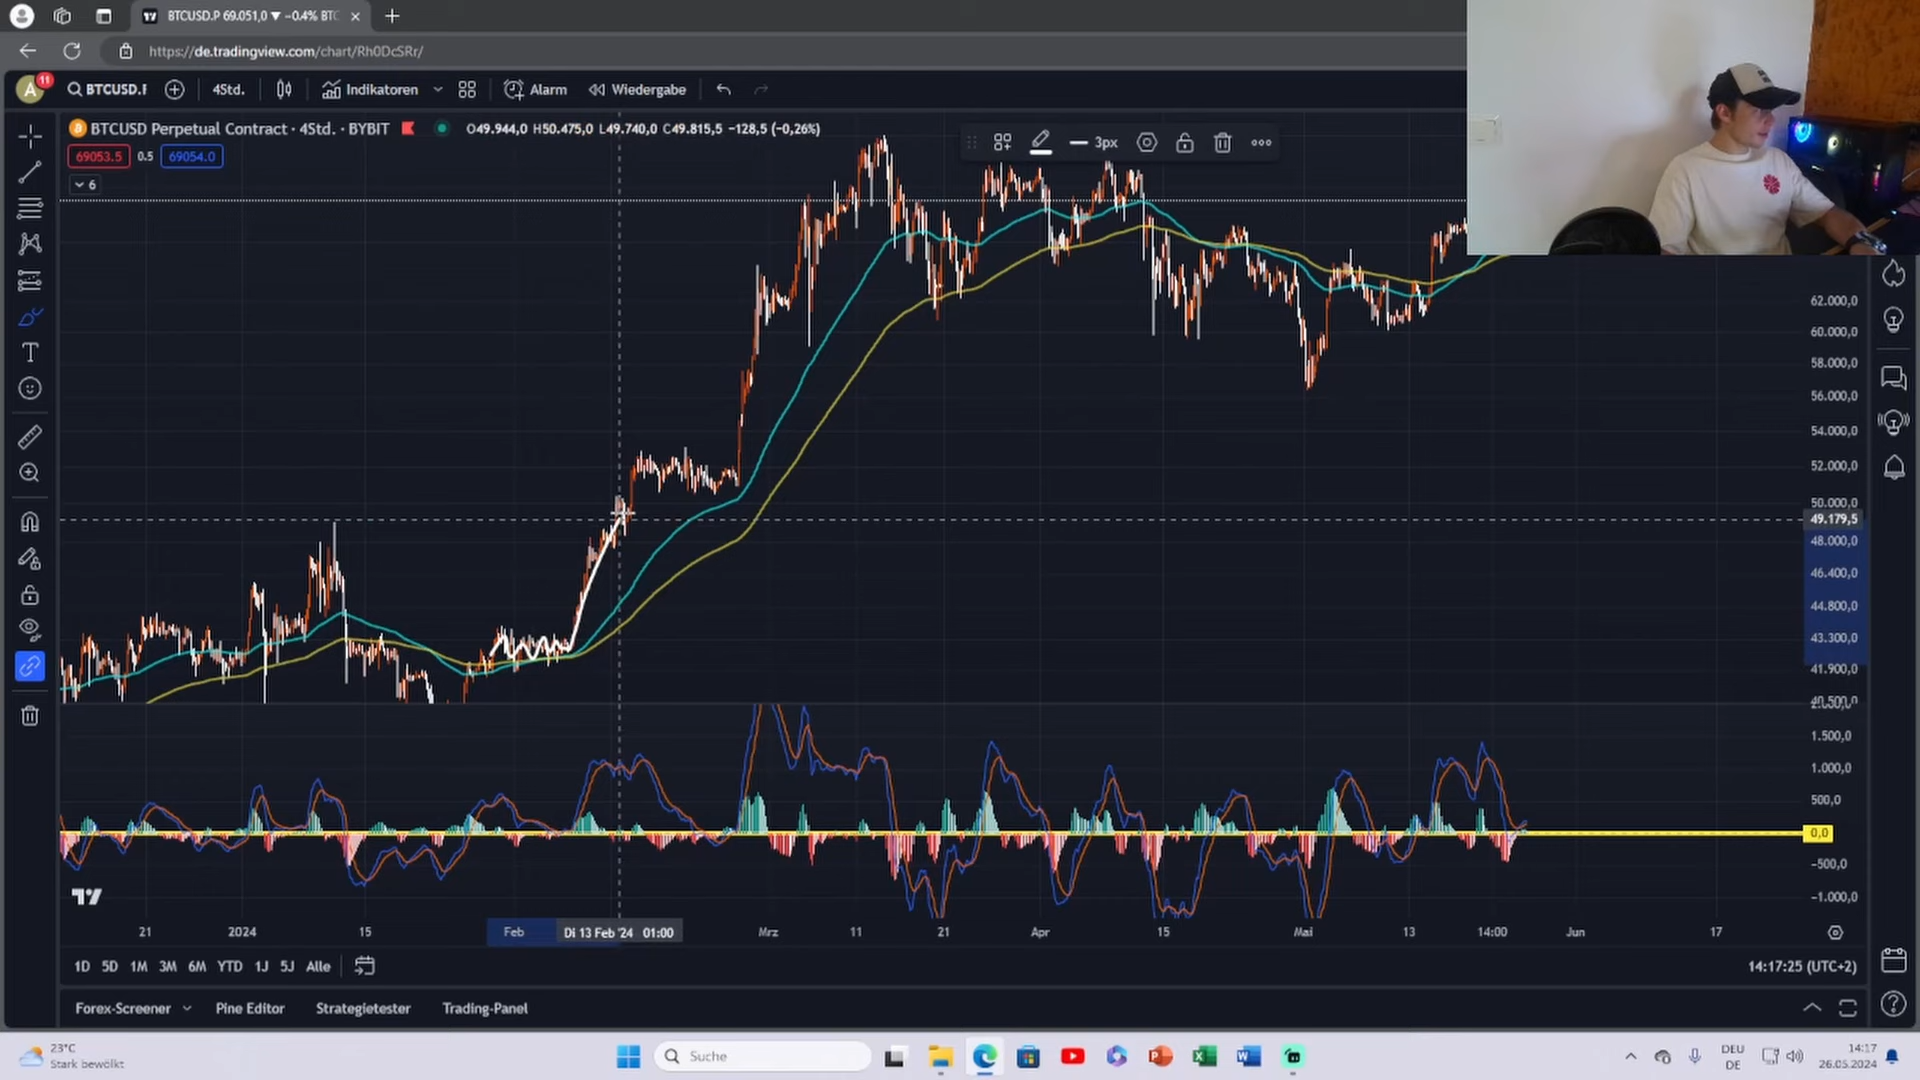 BTCUSD.P 69.051,0 ▼ −0.4% BTC
https://de.tradingview.com/chart/Rh0DcSRr/
A
11
BTCUSD.P
4Std.
Indikatoren
Alarm
Wiedergabe
BTCUSD Perpetual Contract · 4Std. · BYBIT
O49.944,0 H50.475,0 L49.740,0 C49.815,5 −128,5 (−0,26%)
69053.5
0.5
69054.0
6
3px
62.000,0
60.000,0
58.000,0
56.000,0
54.000,0
52.000,0
50.000,0
49.179,5
48.000,0
46.400,0
44.800,0
43.300,0
41.900,0
1.500,0
1.000,0
500,0
0,0
−500,0
−1.000,0
21
2024
15
Feb
Di 13 Feb '24 01:00
Mrz
11
21
Apr
15
Mai
13
14:00
Jun
17
1D 5D 1M 3M 6M YTD 1J 5J Alle
14:17:25 (UTC+2)
Forex-Screener
Pine Editor
Strategietester
Trading-Panel
23°C
Stark bewölkt
Suche
DEU
DE
14:17
26.05.2024